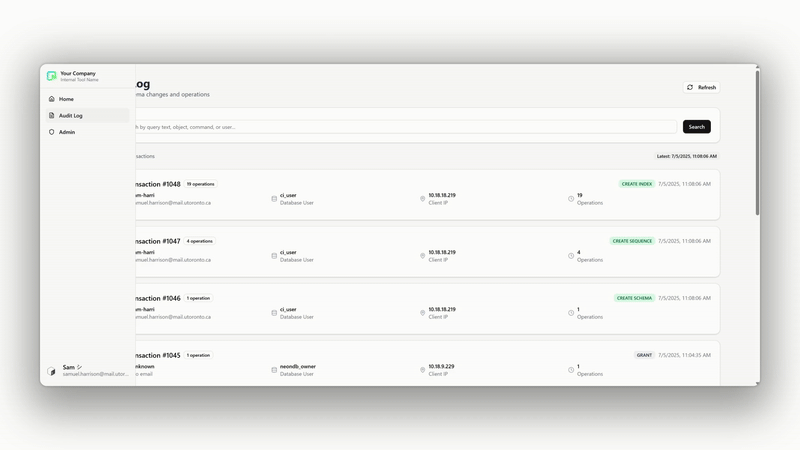 Your Company
Internal Tool Name
Home
Audit Log
Admin
Sam
samuel.harrison@mail.utor...
og
ma changes and operations
Refresh
h by query text, object, command, or user...
Search
sactions
Latest: 7/5/2025, 11:08:06 AM
nsaction #1048 19 operations
CREATE INDEX 7/5/2025, 11:08:06 AM
m-harri
muel.harrison@mail.utoronto.ca
ci_user
Database User
10.18.18.219
Client IP
19
Operations
nsaction #1047 4 operations
CREATE SEQUENCE 7/5/2025, 11:08:06 AM
m-harri
muel.harrison@mail.utoronto.ca
ci_user
Database User
10.18.18.219
Client IP
4
Operations
nsaction #1046 1 operation
CREATE SCHEMA 7/5/2025, 11:08:06 AM
m-harri
muel.harrison@mail.utoronto.ca
ci_user
Database User
10.18.18.219
Client IP
1
Operations
nsaction #1045 1 operation
GRANT 7/5/2025, 11:04:35 AM
nknown
o email
neondb_owner
Database User
10.18.9.229
Client IP
1
Operations